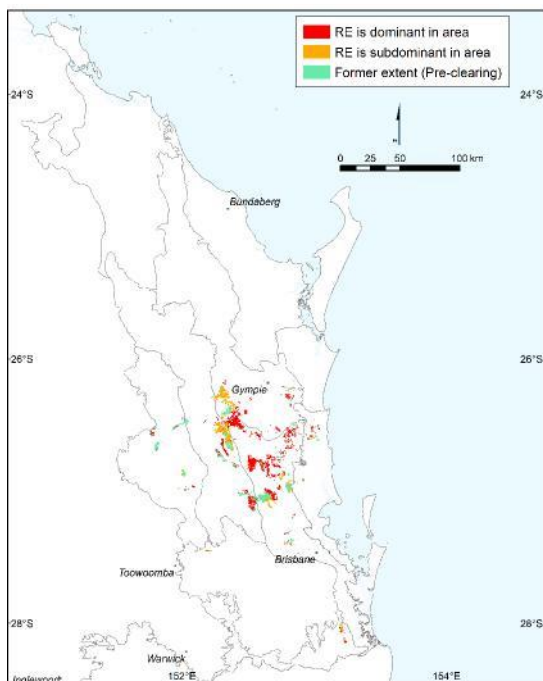 RE is dominant in area
RE is subdominant in area
Former extent (Pre-clearing)
24°S
24°S
0 25 50 100 km
Bundaberg
26°S
26°S
Gympie
Brisbane
Toowoomba
28°S
28°S
Warwick
152°E
154°E